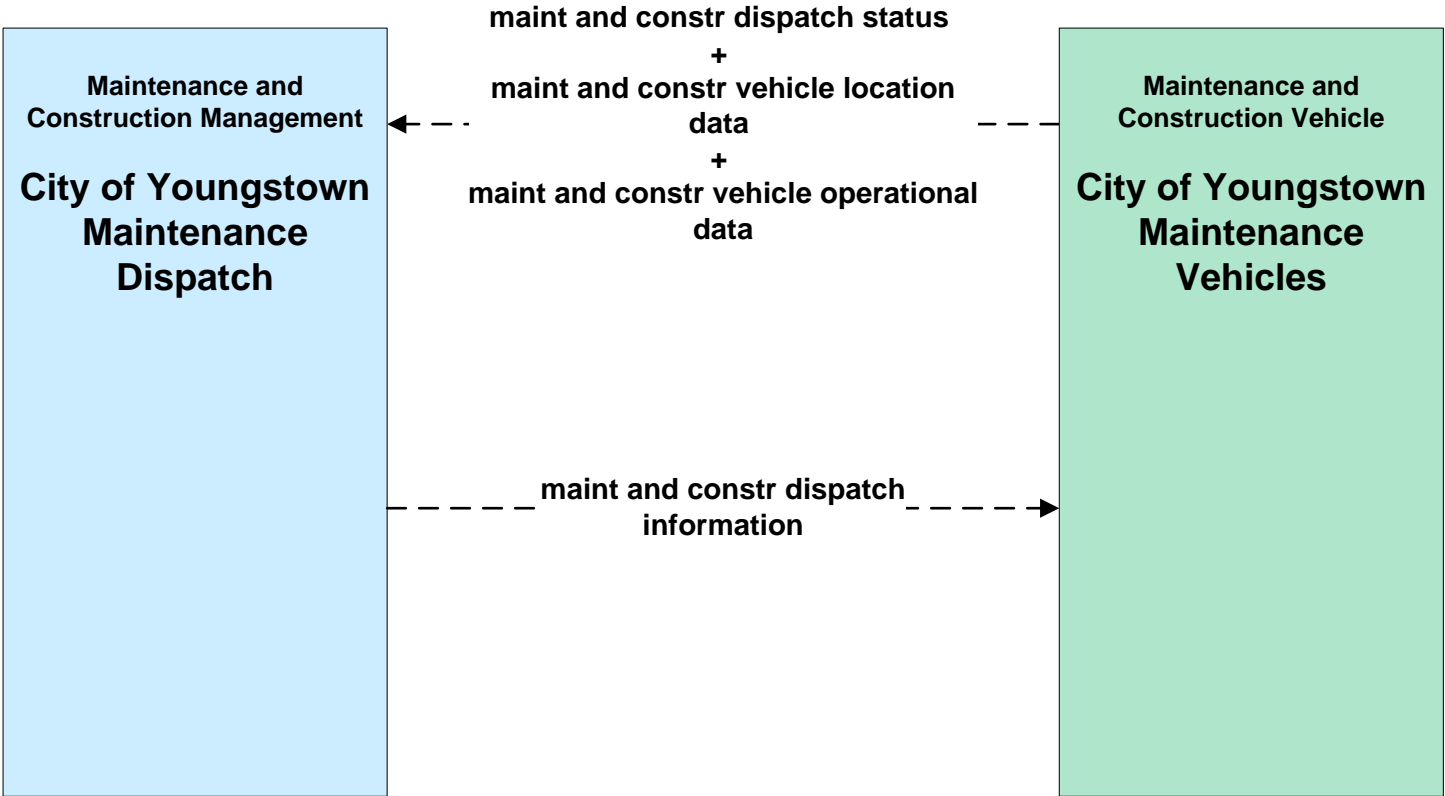 Maintenance and
Construction Management
City of Youngstown
Maintenance
Dispatch
maint and constr dispatch status
+
maint and constr vehicle location
data
+
maint and constr vehicle operational
data
maint and constr dispatch
information
Maintenance and
Construction Vehicle
City of Youngstown
Maintenance
Vehicles